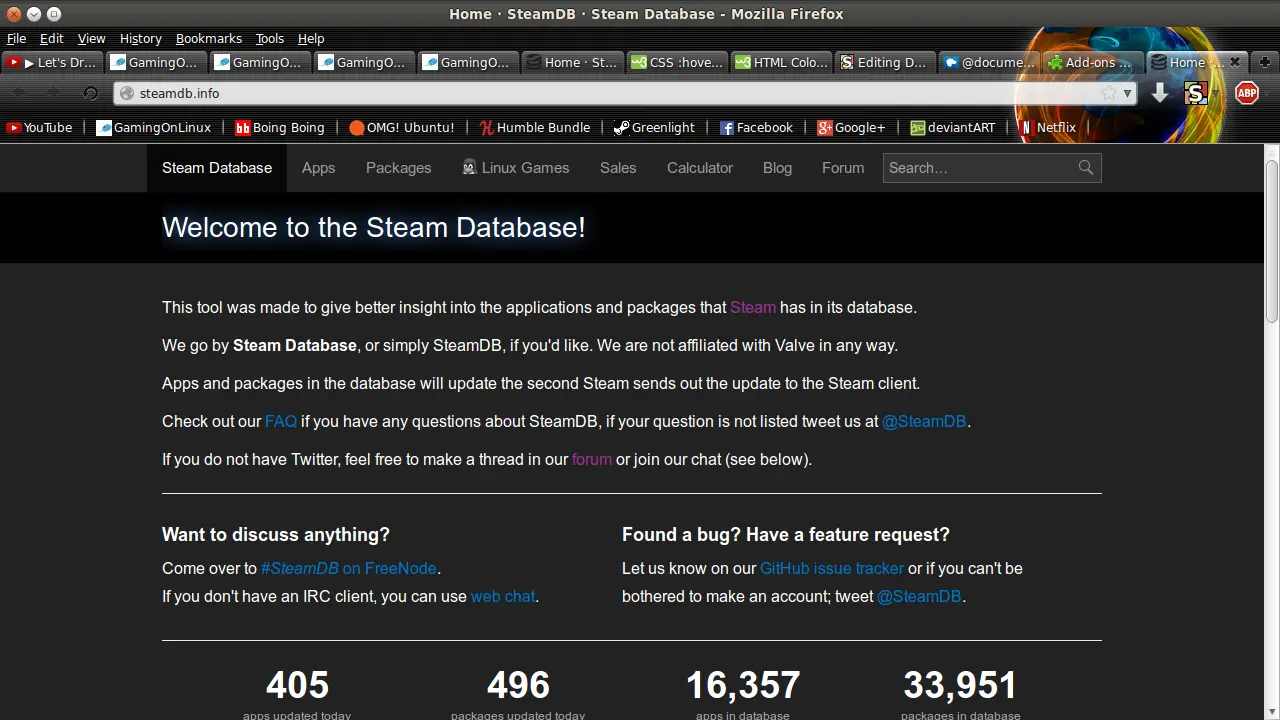 Home · SteamDB · Steam Database - Mozilla Firefox
File Edit View History Bookmarks Tools Help
▶ Let's Dr... GamingO... GamingO... GamingO... GamingO... Home · St... CSS :hove... HTML Colo... Editing D... @docume... Add-ons ... Home · ...
steamdb.info
S ABP
YouTube GamingOnLinux Boing Boing OMG! Ubuntu! Humble Bundle Greenlight Facebook Google+ deviantART Netflix
Steam Database Apps Packages Linux Games Sales Calculator Blog Forum Search...
Welcome to the Steam Database!
This tool was made to give better insight into the applications and packages that Steam has in its database.
We go by Steam Database, or simply SteamDB, if you'd like. We are not affiliated with Valve in any way.
Apps and packages in the database will update the second Steam sends out the update to the Steam client.
Check out our FAQ if you have any questions about SteamDB, if your question is not listed tweet us at @SteamDB.
If you do not have Twitter, feel free to make a thread in our forum or join our chat (see below).
Want to discuss anything?
Come over to #SteamDB on FreeNode.
If you don't have an IRC client, you can use web chat.
Found a bug? Have a feature request?
Let us know on our GitHub issue tracker or if you can't be
bothered to make an account; tweet @SteamDB.
405 496 16,357 33,951
apps updated today packages updated today apps in database packages in database